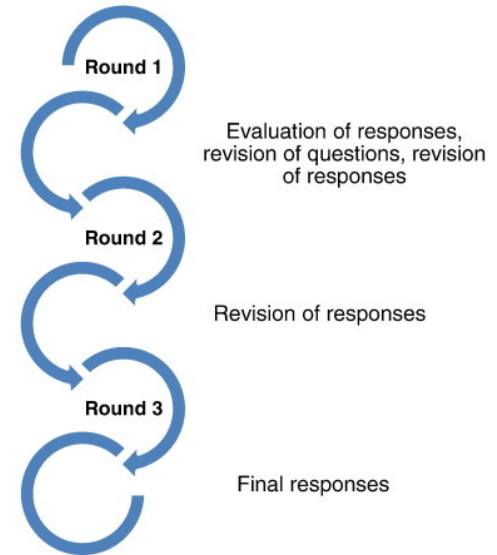 Round 1
Evaluation of responses,
revision of questions, revision
of responses
Round 2
Revision of responses
Round 3
Final responses